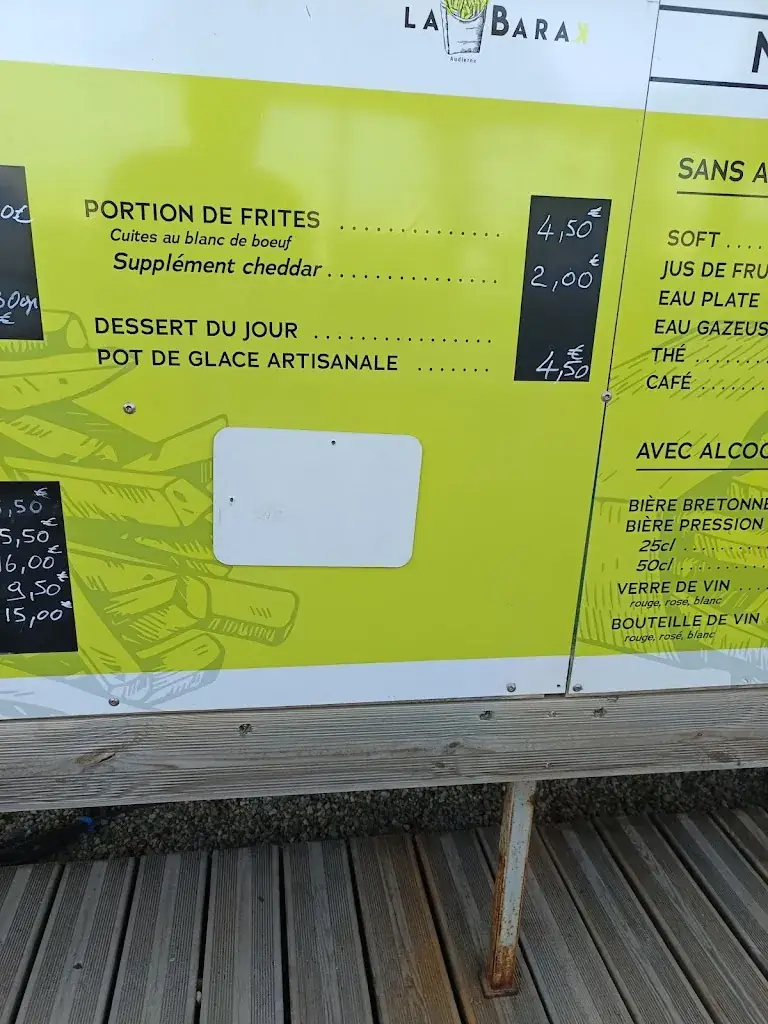 LA BARAK
Audierne
PORTION DE FRITES .................... 4,50€
Cuites au blanc de boeuf
Supplément cheddar .................... 2,00€
DESSERT DU JOUR ....................
POT DE GLACE ARTISANALE ........ 4,50€
5,50€
16,00€
9,50€
15,00€
SANS A
SOFT ....
JUS DE FRU
EAU PLATE
EAU GAZEUS
THÉ ........
CAFÉ ........
AVEC ALCOO
BIÈRE BRETONNE
BIÈRE PRESSION
25cl ............
50cl ............
VERRE DE VIN ....
rouge, rosé, blanc
BOUTEILLE DE VIN
rouge, rosé, blanc